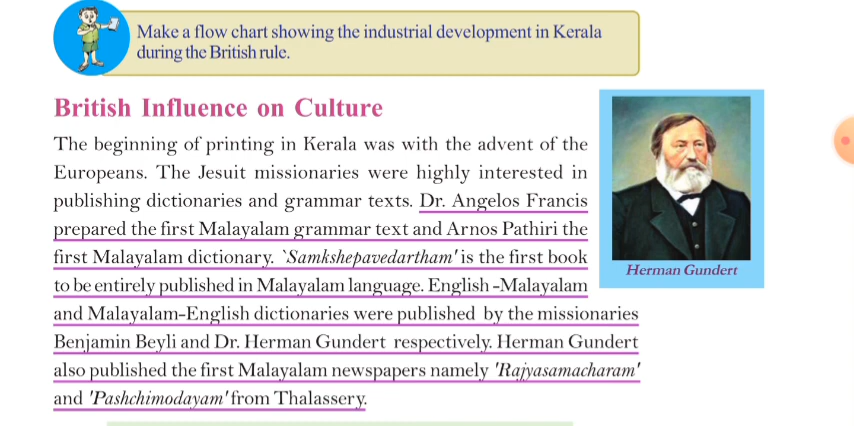 Make a flow chart showing the industrial development in Kerala
during the British rule.
British Influence on Culture
The beginning of printing in Kerala was with the advent of the
Europeans. The Jesuit missionaries were highly interested in
publishing dictionaries and grammar texts. Dr. Angelos Francis
prepared the first Malayalam grammar text and Arnos Pathiri the
first Malayalam dictionary. `Samkshepavedartham' is the first book
to be entirely published in Malayalam language. English -Malayalam
and Malayalam-English dictionaries were published by the missionaries
Benjamin Beyli and Dr. Herman Gundert respectively. Herman Gundert
also published the first Malayalam newspapers namely 'Rajyasamacharam'
and 'Pashchimodayam' from Thalassery.
Herman Gundert